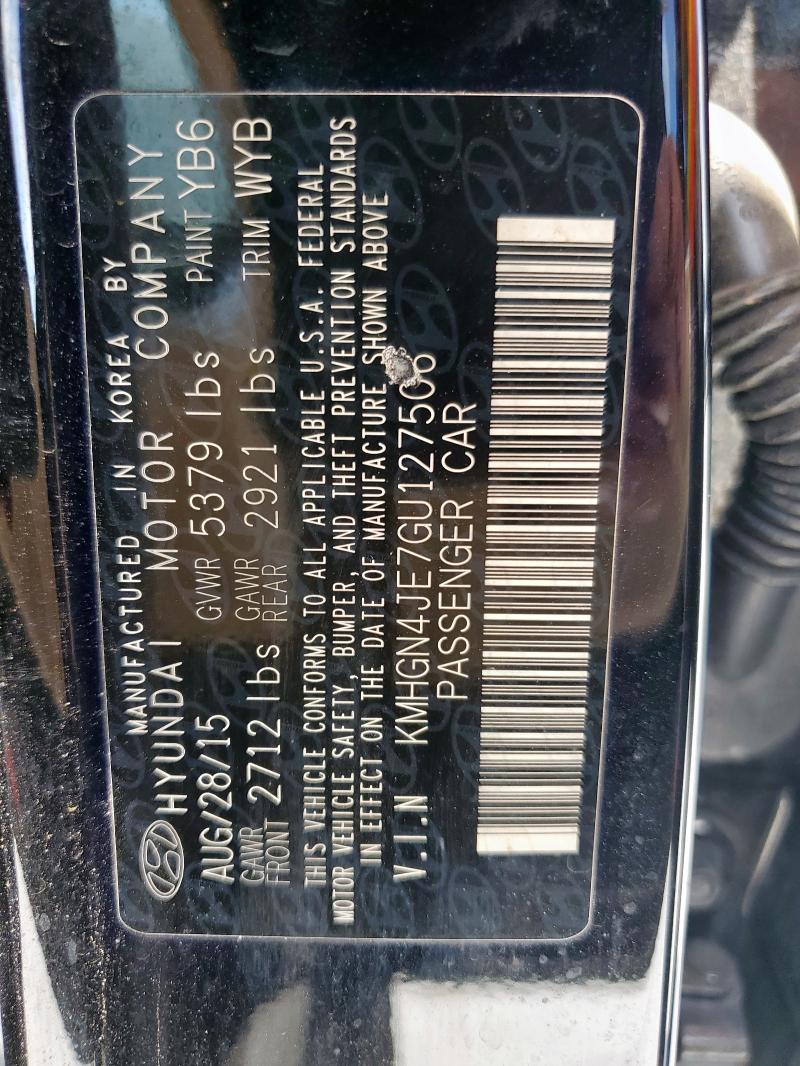 MANUFACTURED IN KOREA BY
HYUNDAI MOTOR COMPANY
AUG/28/15 GVWR 5379 lbs PAINT YB6
GAWR FRONT 2712 lbs GAWR REAR 2921 lbs TRIM WYB
THIS VEHICLE CONFORMS TO ALL APPLICABLE U.S.A. FEDERAL
MOTOR VEHICLE SAFETY, BUMPER, AND THEFT PREVENTION STANDARDS
IN EFFECT ON THE DATE OF MANUFACTURE SHOWN ABOVE
V.I.N KMHGN4JE7GU127506
PASSENGER CAR